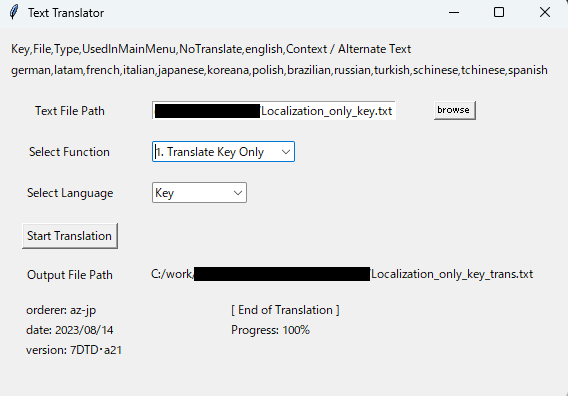 Text Translator
Key,File,Type,UsedInMainMenu,NoTranslate,english,Context / Alternate Text
german,latam,french,italian,japanese,koreana,polish,brazilian,russian,turkish,schinese,tchinese,spanish
Text File Path /Localization_only_key.txt browse
Select Function 1. Translate Key Only
Select Language Key
Start Translation
Output File Path C:/work/ /Localization_only_key_trans.txt
orderer: az-jp [ End of Translation ]
date: 2023/08/14 Progress: 100%
version: 7DTD･a21